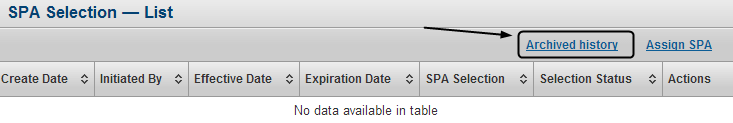 SPA Selection — List
Archived history Assign SPA
Create Date Initiated By Effective Date Expiration Date SPA Selection Selection Status Actions
No data available in table